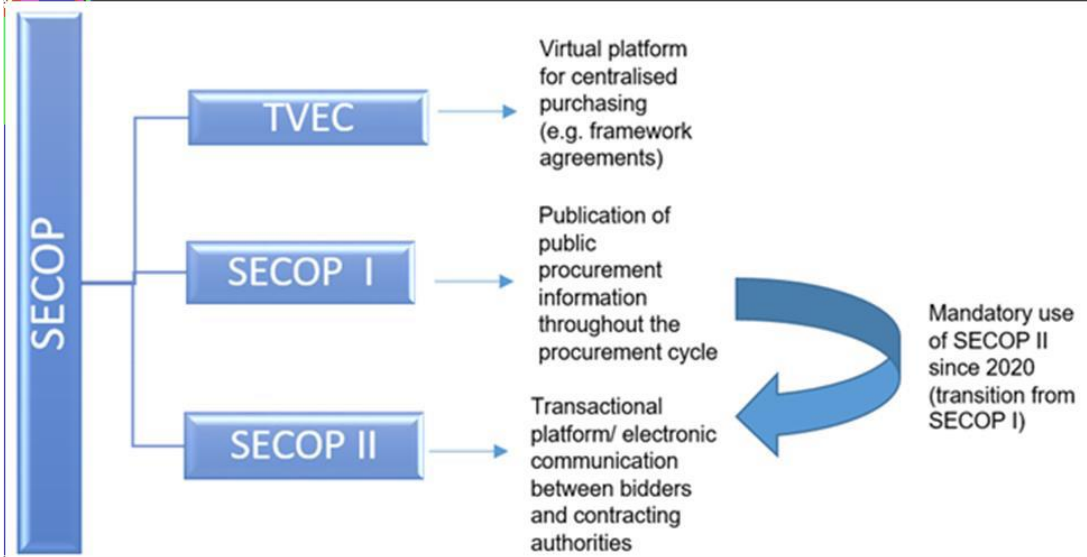 SECOP
TVEC
Virtual platform
for centralised
purchasing
(e.g. framework
agreements)
SECOP I
Publication of
public
procurement
information
throughout the
procurement cycle
Mandatory use
of SECOP II
since 2020
(transition from
SECOP I)
SECOP II
Transactional
platform/ electronic
communication
between bidders
and contracting
authorities